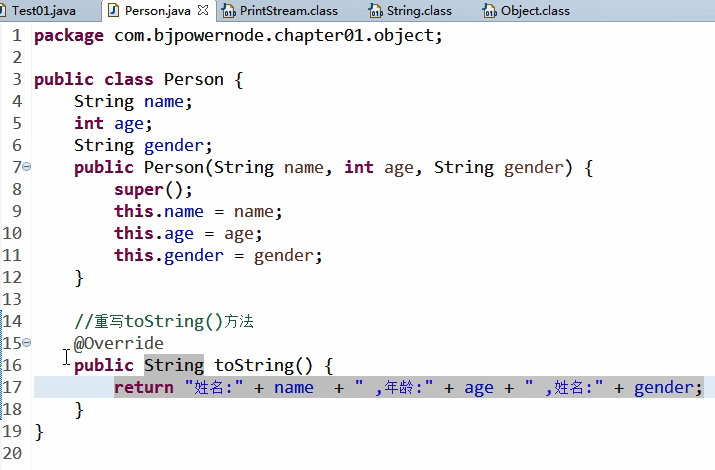 Test01.java Person.java PrintStream.class String.class Object.class
1 package com.bjpowernode.chapter01.object;
2
3 public class Person {
4     String name;
5     int age;
6     String gender;
7     public Person(String name, int age, String gender) {
8         super();
9         this.name = name;
10         this.age = age;
11         this.gender = gender;
12     }
13
14     //重写toString()方法
15     @Override
16     public String toString() {
17         return "姓名:" + name  + " ,年龄:" + age + " ,姓名:" + gender;
18     }
19 }
20